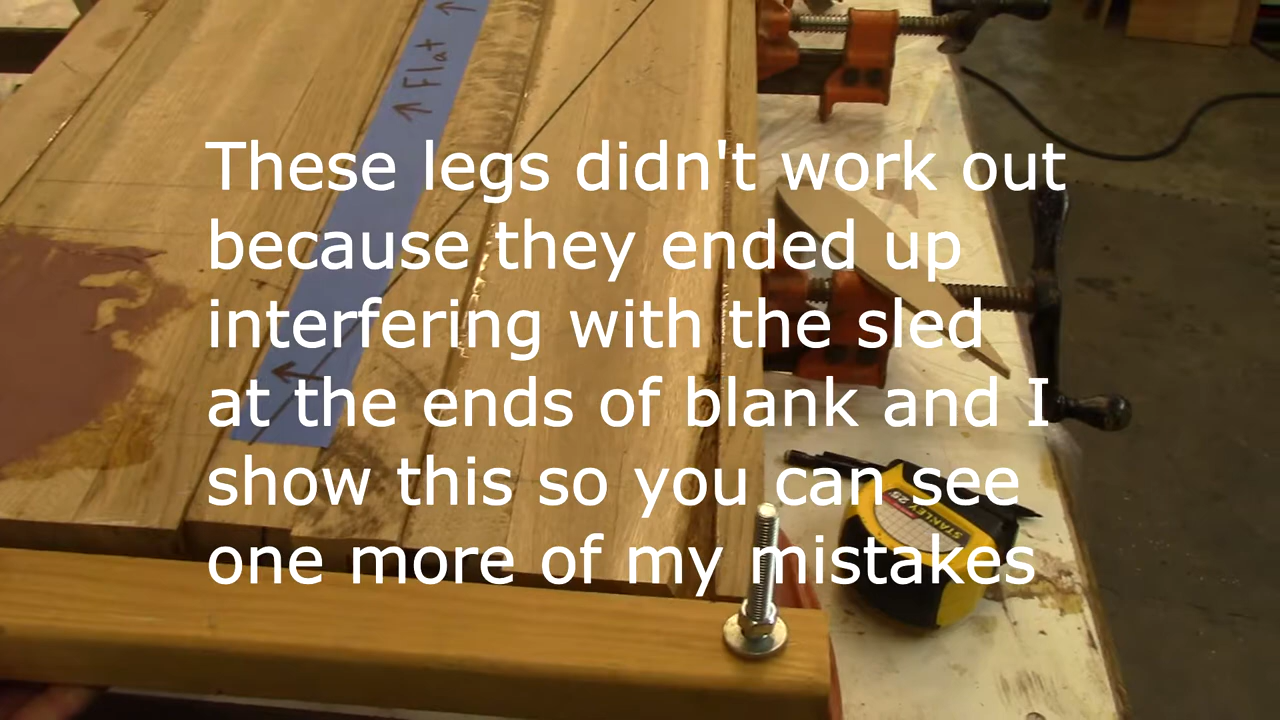 ↑
↑ Flat
These legs didn't work out
because they ended up
interfering with the sled
at the ends of blank and I
show this so you can see
one more of my mistakes
STANLEY 25